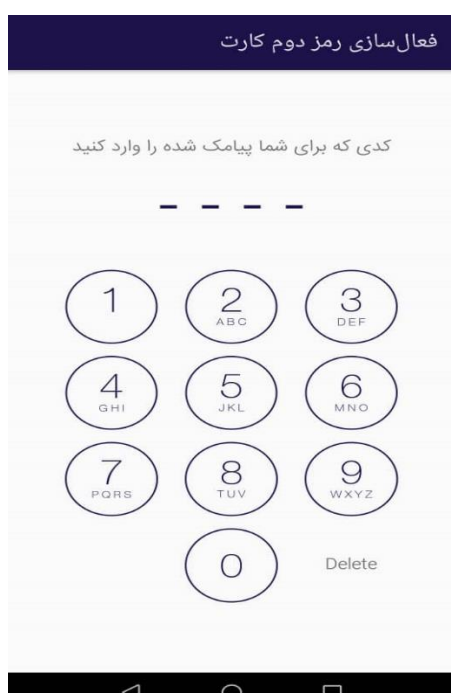 فعال‌سازی رمز دوم کارت
کدی که برای شما پیامک شده را وارد کنید
1 2 3
ABC DEF
4 5 6
GHI JKL MNO
7 8 9
PQRS TUV WXYZ
0 Delete